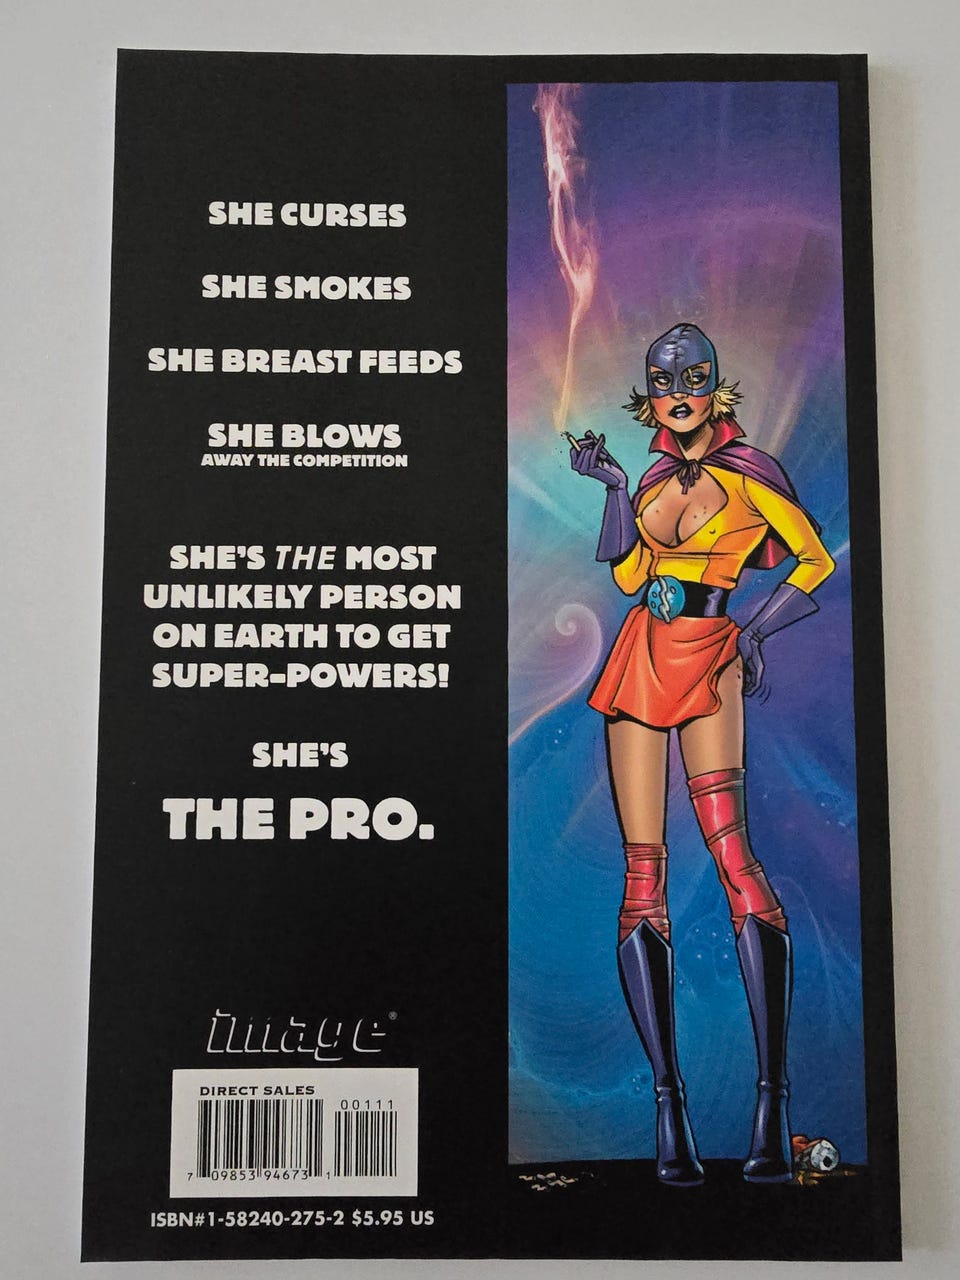 SHE CURSES
SHE SMOKES
SHE BREAST FEEDS
SHE BLOWS
AWAY THE COMPETITION
SHE'S THE MOST
UNLIKELY PERSON
ON EARTH TO GET
SUPER-POWERS!
SHE'S
THE PRO.
image®
DIRECT SALES
00111
7 09853 94673 1
ISBN#1-58240-275-2 $5.95 US